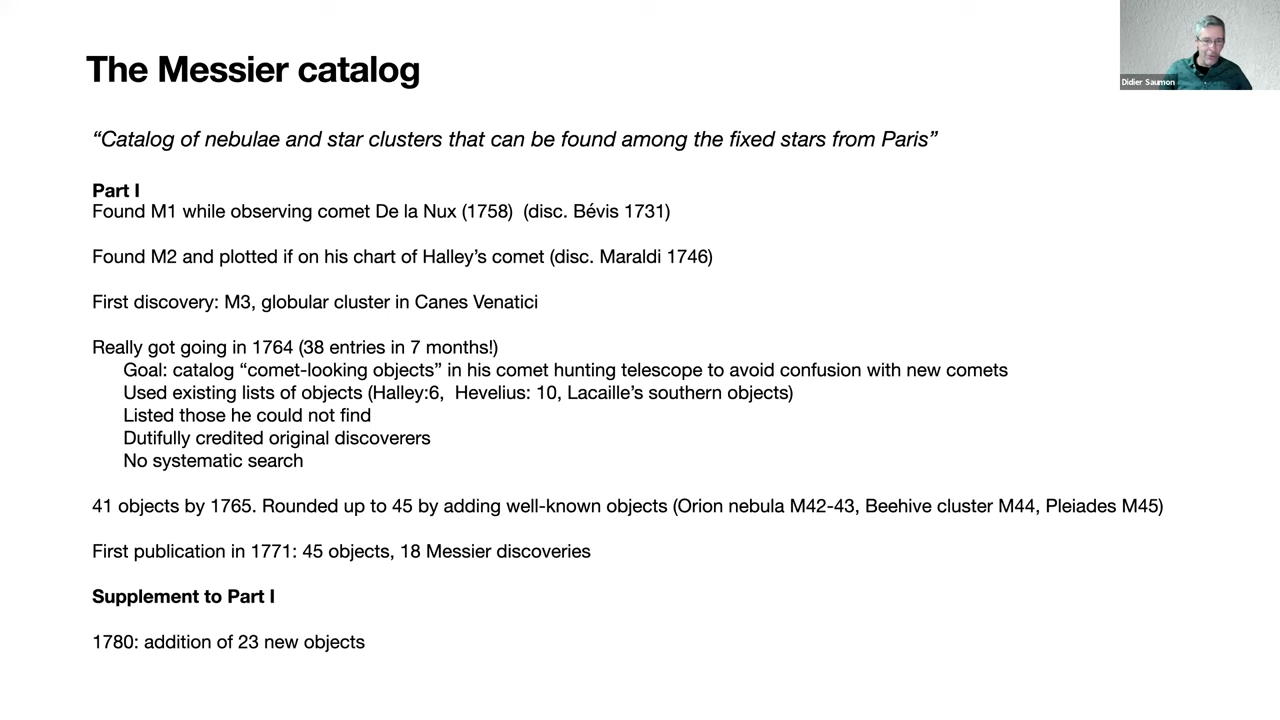 The Messier catalog
Didier Saumon
“Catalog of nebulae and star clusters that can be found among the fixed stars from Paris”
Part I
Found M1 while observing comet De la Nux (1758)  (disc. Bévis 1731)
Found M2 and plotted if on his chart of Halley’s comet (disc. Maraldi 1746)
First discovery: M3, globular cluster in Canes Venatici
Really got going in 1764 (38 entries in 7 months!)
Goal: catalog “comet-looking objects” in his comet hunting telescope to avoid confusion with new comets
Used existing lists of objects (Halley:6,  Hevelius: 10, Lacaille’s southern objects)
Listed those he could not find
Dutifully credited original discoverers
No systematic search
41 objects by 1765. Rounded up to 45 by adding well-known objects (Orion nebula M42-43, Beehive cluster M44, Pleiades M45)
First publication in 1771: 45 objects, 18 Messier discoveries
Supplement to Part I
1780: addition of 23 new objects